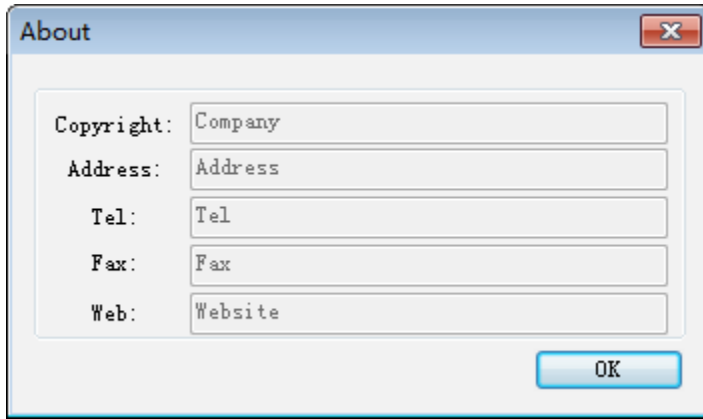 About
Copyright: Company
Address: Address
Tel: Tel
Fax: Fax
Web: Website
OK